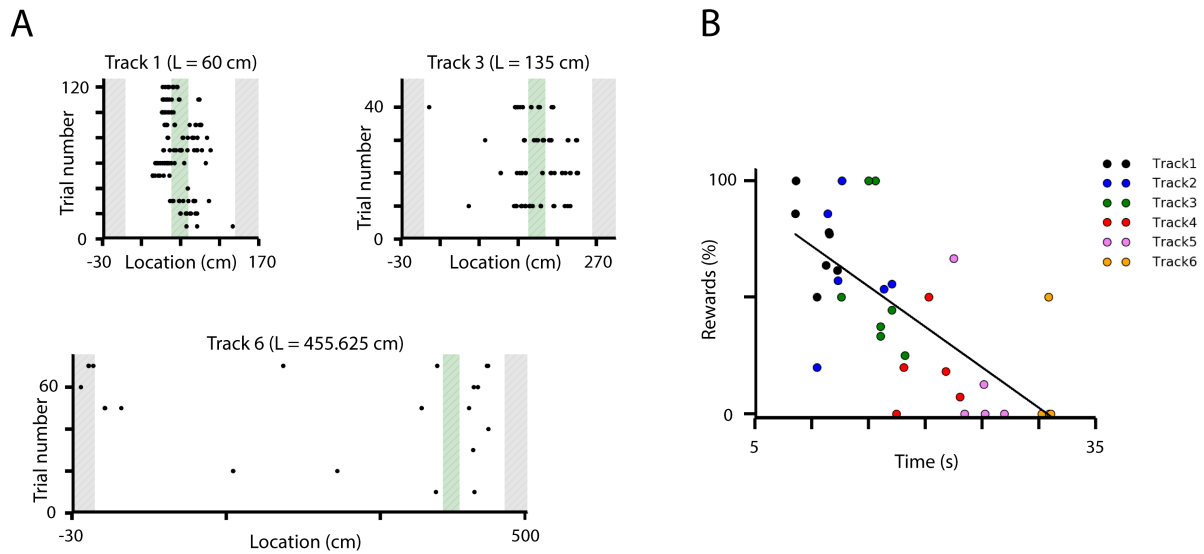 A
B
Track 1 (L = 60 cm)
120
0
Trial number
-30
Location (cm)
170
Track 3 (L = 135 cm)
40
0
Trial number
-30
Location (cm)
270
Track 6 (L = 455.625 cm)
60
0
Trial number
-30
Location (cm)
500
100
0
Rewards (%)
5
35
Time (s)
Track1
Track2
Track3
Track4
Track5
Track6